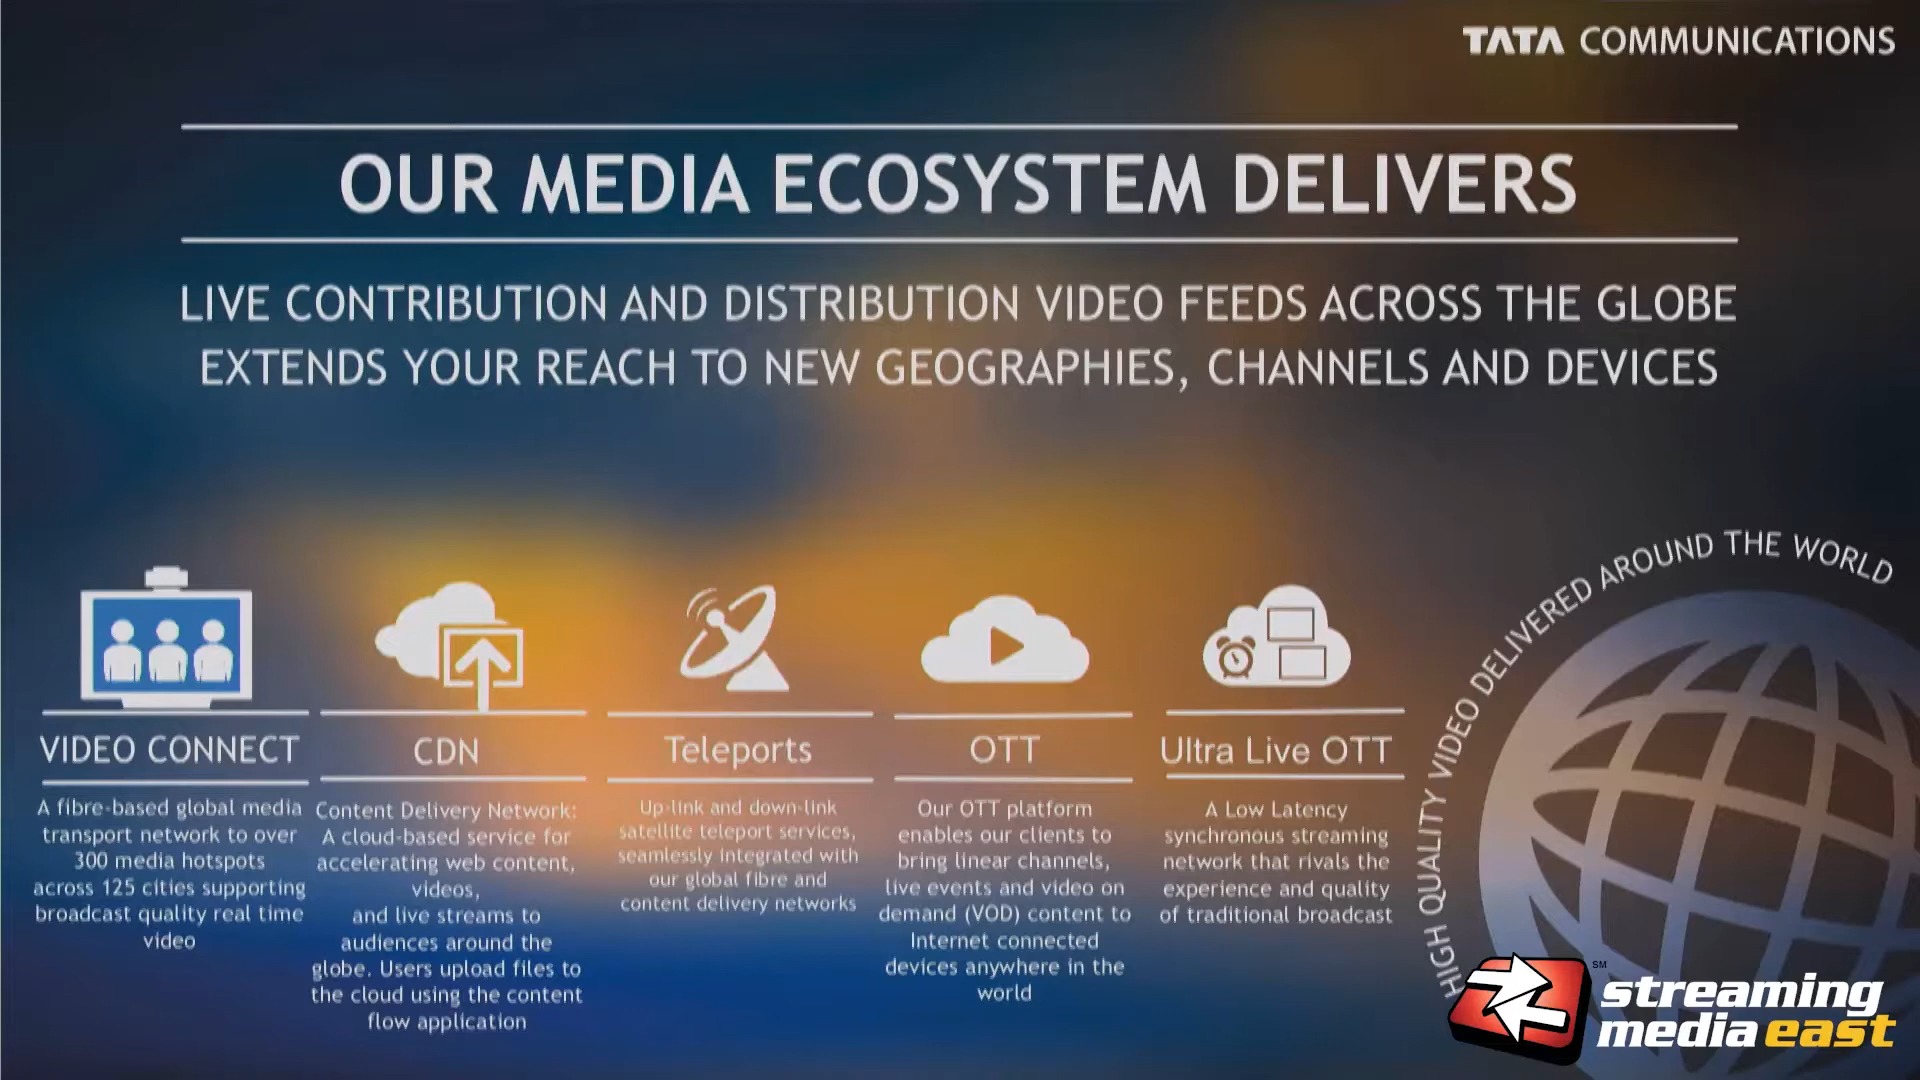 TATA COMMUNICATIONS
OUR MEDIA ECOSYSTEM DELIVERS
LIVE CONTRIBUTION AND DISTRIBUTION VIDEO FEEDS ACROSS THE GLOBE
EXTENDS YOUR REACH TO NEW GEOGRAPHIES, CHANNELS AND DEVICES
VIDEO CONNECT
A fibre-based global media
transport network to over
300 media hotspots
across 125 cities supporting
broadcast quality real time
video
CDN
Content Delivery Network:
A cloud-based service for
accelerating web content,
videos,
and live streams to
audiences around the
globe. Users upload files to
the cloud using the content
flow application
Teleports
Up-link and down-link
satellite teleport services,
seamlessly integrated with
our global fibre and
content delivery networks
OTT
Our OTT platform
enables our clients to
bring linear channels,
live events and video on
demand (VOD) content to
Internet connected
devices anywhere in the
world
Ultra Live OTT
A Low Latency
synchronous streaming
network that rivals the
experience and quality
of traditional broadcast
HIGH QUALITY VIDEO DELIVERED AROUND THE WORLD
SM
streaming
media east